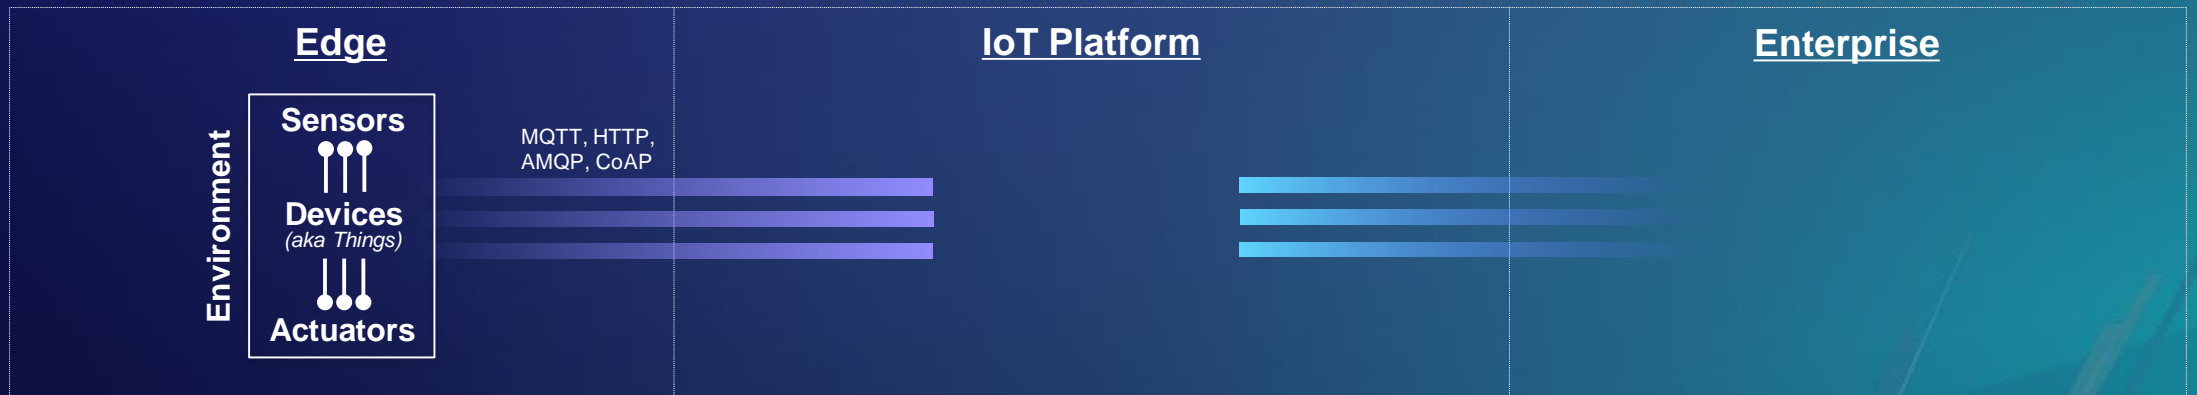 Edge
IoT Platform
Enterprise
Environment
Sensors
Devices
(aka Things)
Actuators
MQTT, HTTP,
AMQP, CoAP